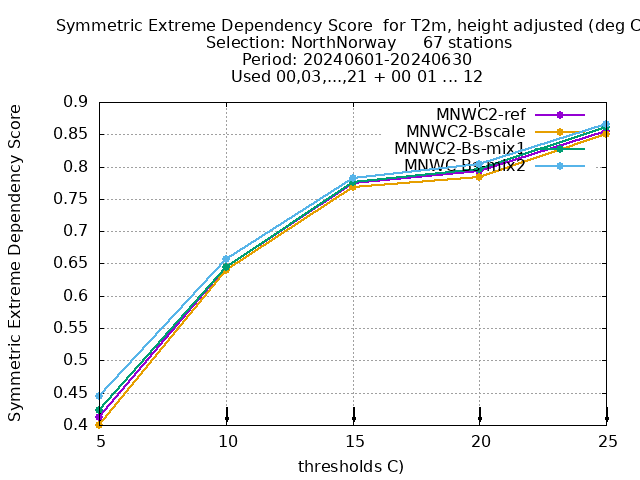 Symmetric Extreme Dependency Score for T2m, height adjusted (deg C
Selection: NorthNorway 67 stations
Period: 20240601-20240630
Used 00,03,...,21 + 00 01 ... 12
Symmetric Extreme Dependency Score
0.9
0.85
0.8
0.75
0.7
0.65
0.6
0.55
0.5
0.45
0.4
MNWC2-ref
MNWC2-Bscale
MNWC2-Bs-mix1
MNWC Bs-mix2
5
10
15
20
25
thresholds C)